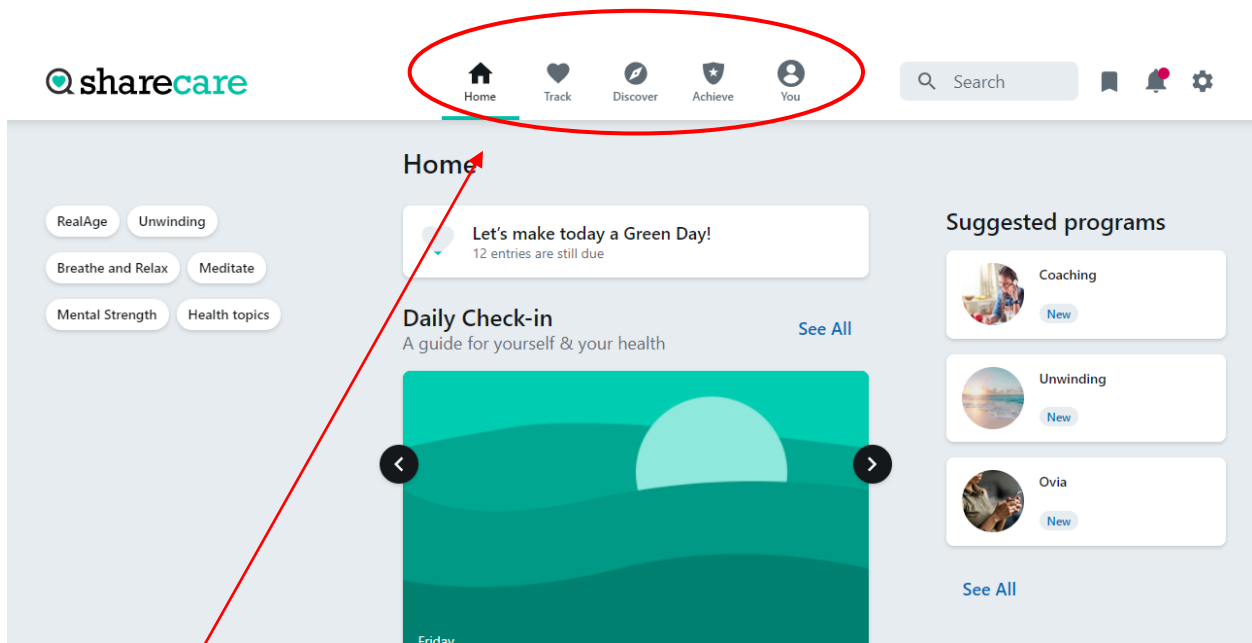 sharecare
Home
Track
Discover
Achieve
You
Search
Home
RealAge
Unwinding
Breathe and Relax
Meditate
Mental Strength
Health topics
Let's make today a Green Day!
12 entries are still due
Daily Check-in
A guide for yourself & your health
See All
Friday
Suggested programs
Coaching
New
Unwinding
New
Ovia
New
See All